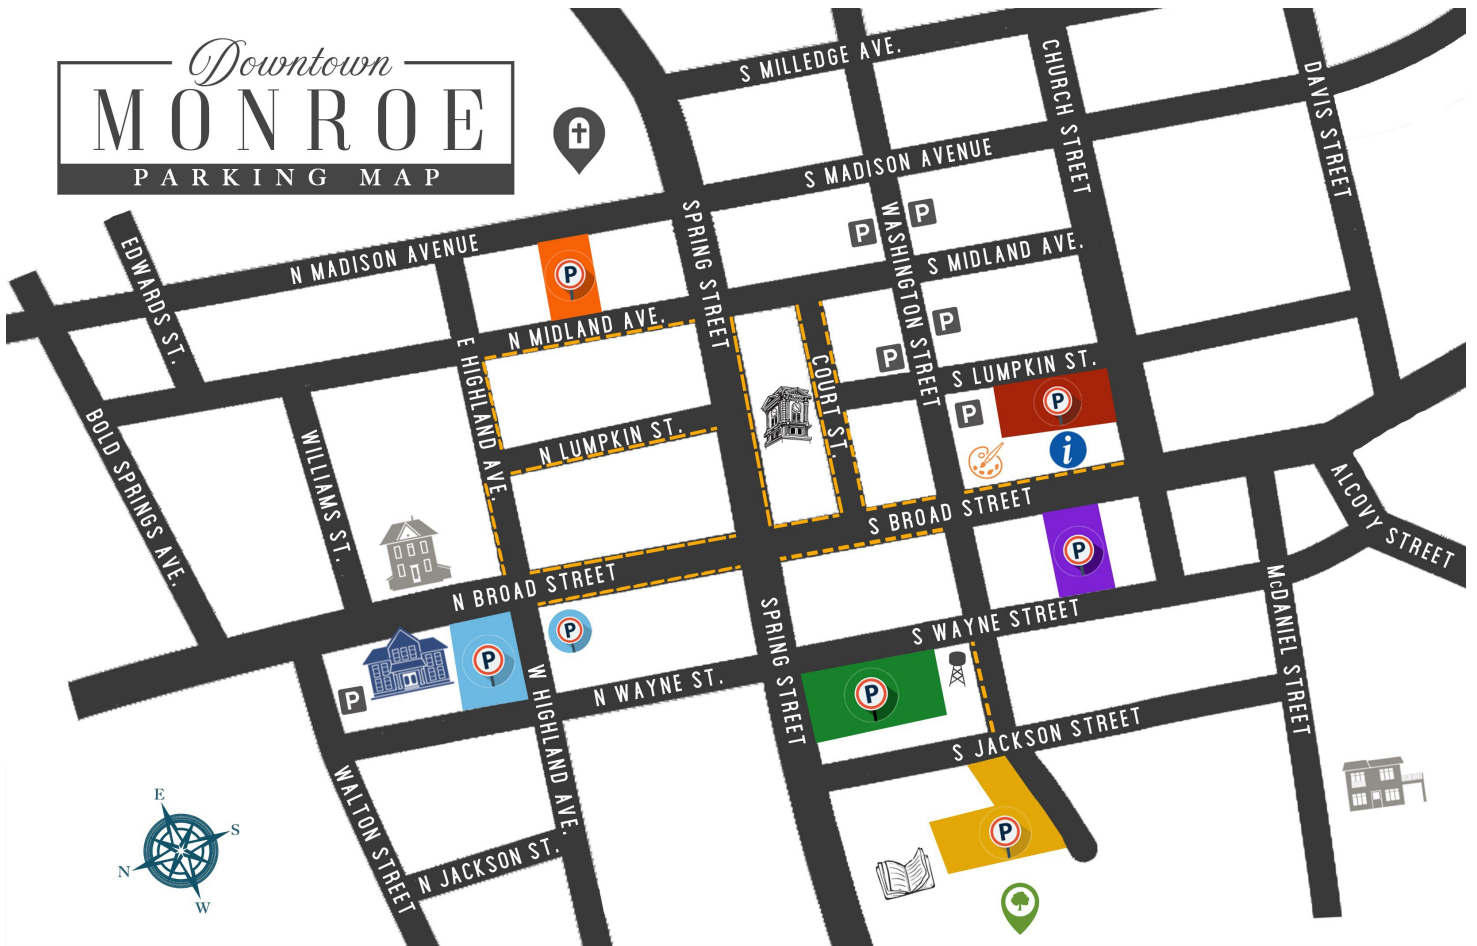 Downtown
MONROE
PARKING MAP
S MILLEDGE AVE.
CHURCH STREET
DAVIS STREET
S MADISON AVENUE
N MADISON AVENUE
EDWARDS ST.
SPRING STREET
WASHINGTON STREET
P
P
S MIDLAND AVE.
P
N MIDLAND AVE.
P
P
E HIGHLAND AVE.
COURT ST.
S LUMPKIN ST.
P
P
BOLD SPRINGS AVE.
WILLIAMS ST.
N LUMPKIN ST.
i
ALCOVY STREET
S BROAD STREET
P
N BROAD STREET
McDANIEL STREET
P
P
P
S WAYNE STREET
SPRING STREET
W HIGHLAND AVE.
N WAYNE ST.
P
S JACKSON STREET
WALTON STREET
P
N JACKSON ST.
E
S
N
W